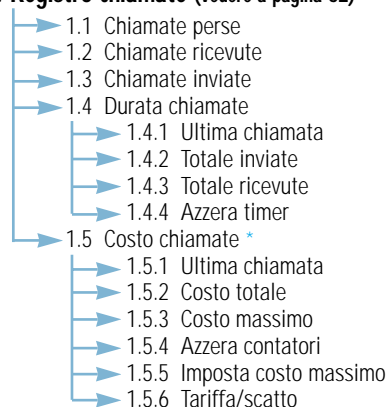 Registro chiamate (vedere a pagina 62)
1.1 Chiamate perse
1.2 Chiamate ricevute
1.3 Chiamate inviate
1.4 Durata chiamate
1.4.1 Ultima chiamata
1.4.2 Totale inviate
1.4.3 Totale ricevute
1.4.4 Azzera timer
1.5 Costo chiamate *
1.5.1 Ultima chiamata
1.5.2 Costo totale
1.5.3 Costo massimo
1.5.4 Azzera contatori
1.5.5 Imposta costo massimo
1.5.6 Tariffa/scatto